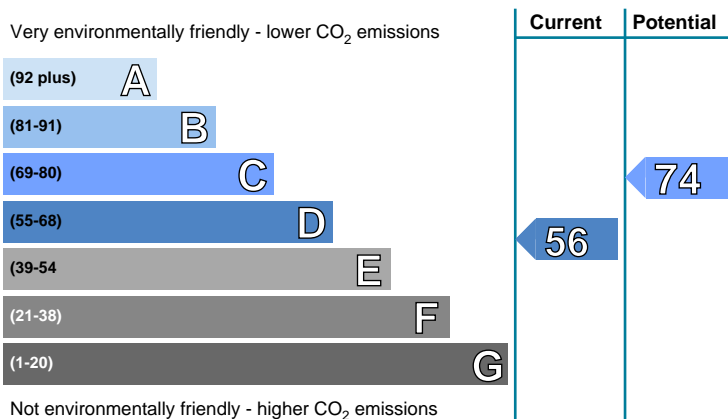 Very environmentally friendly - lower CO2 emissions
Current
Potential
(92 plus) A
(81-91) B
(69-80) C
(55-68) D
(39-54 E
(21-38) F
(1-20) G
74
56
Not environmentally friendly - higher CO2 emissions